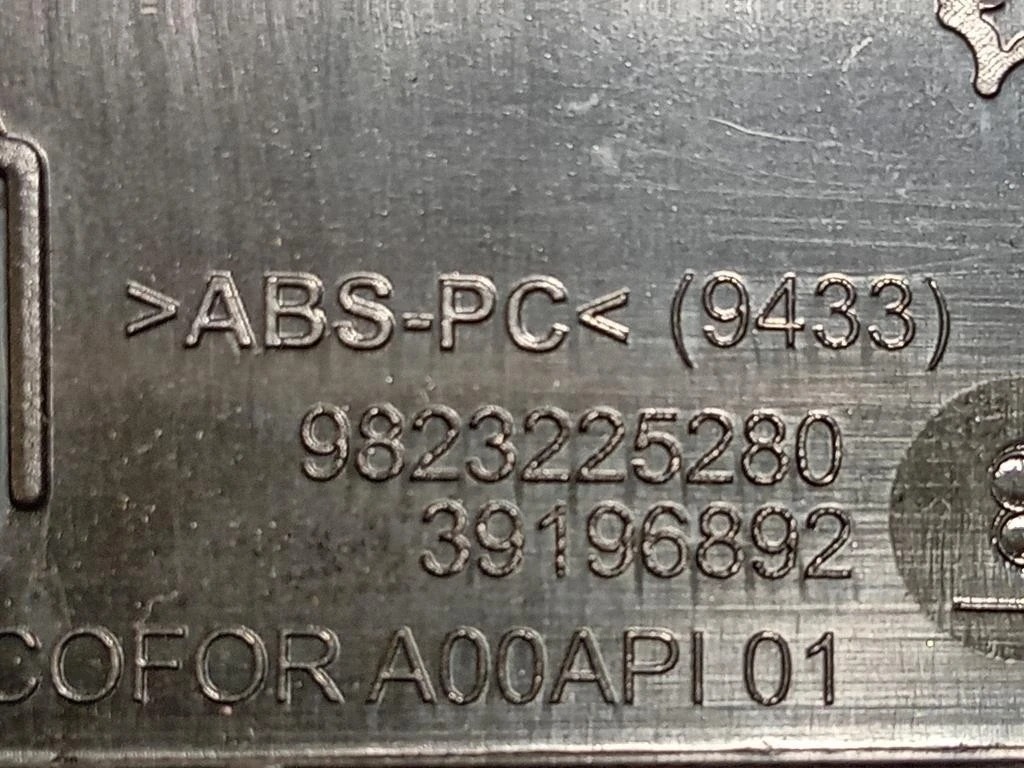 >ABS-PC< (9433)
9823225280
39196892
COFOR A00API 01